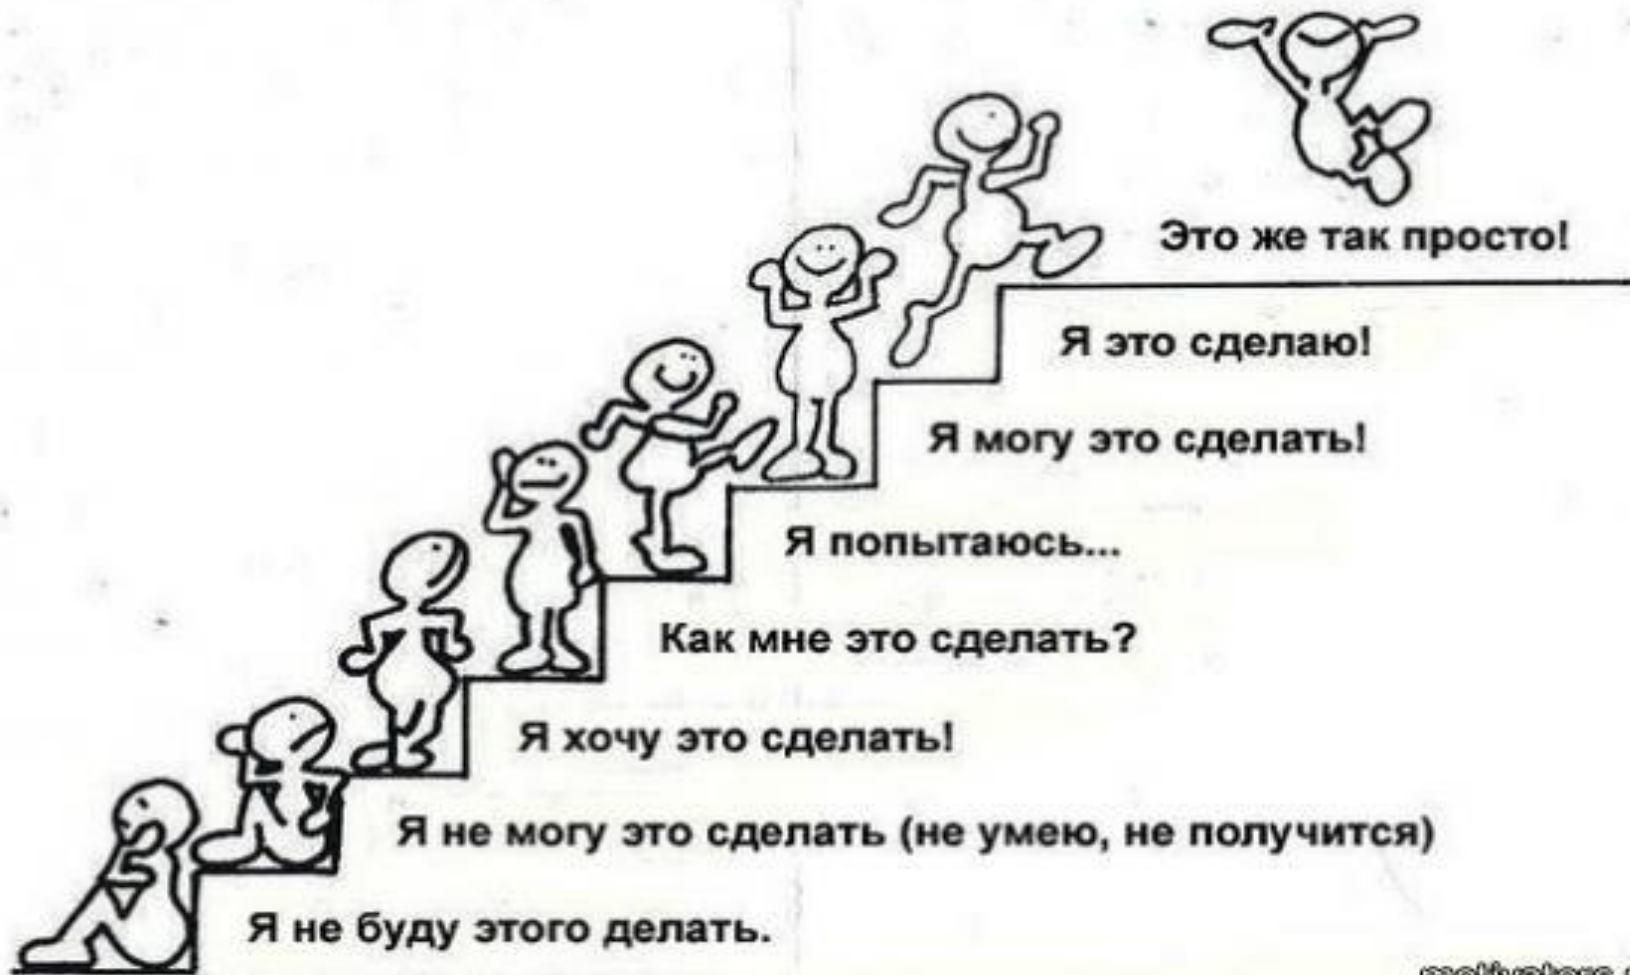 Это же так просто!
Я это сделаю!
Я могу это сделать!
Я попытаюсь...
Как мне это сделать?
Я хочу это сделать!
Я не могу это сделать (не умею, не получится)
Я не буду этого делать.